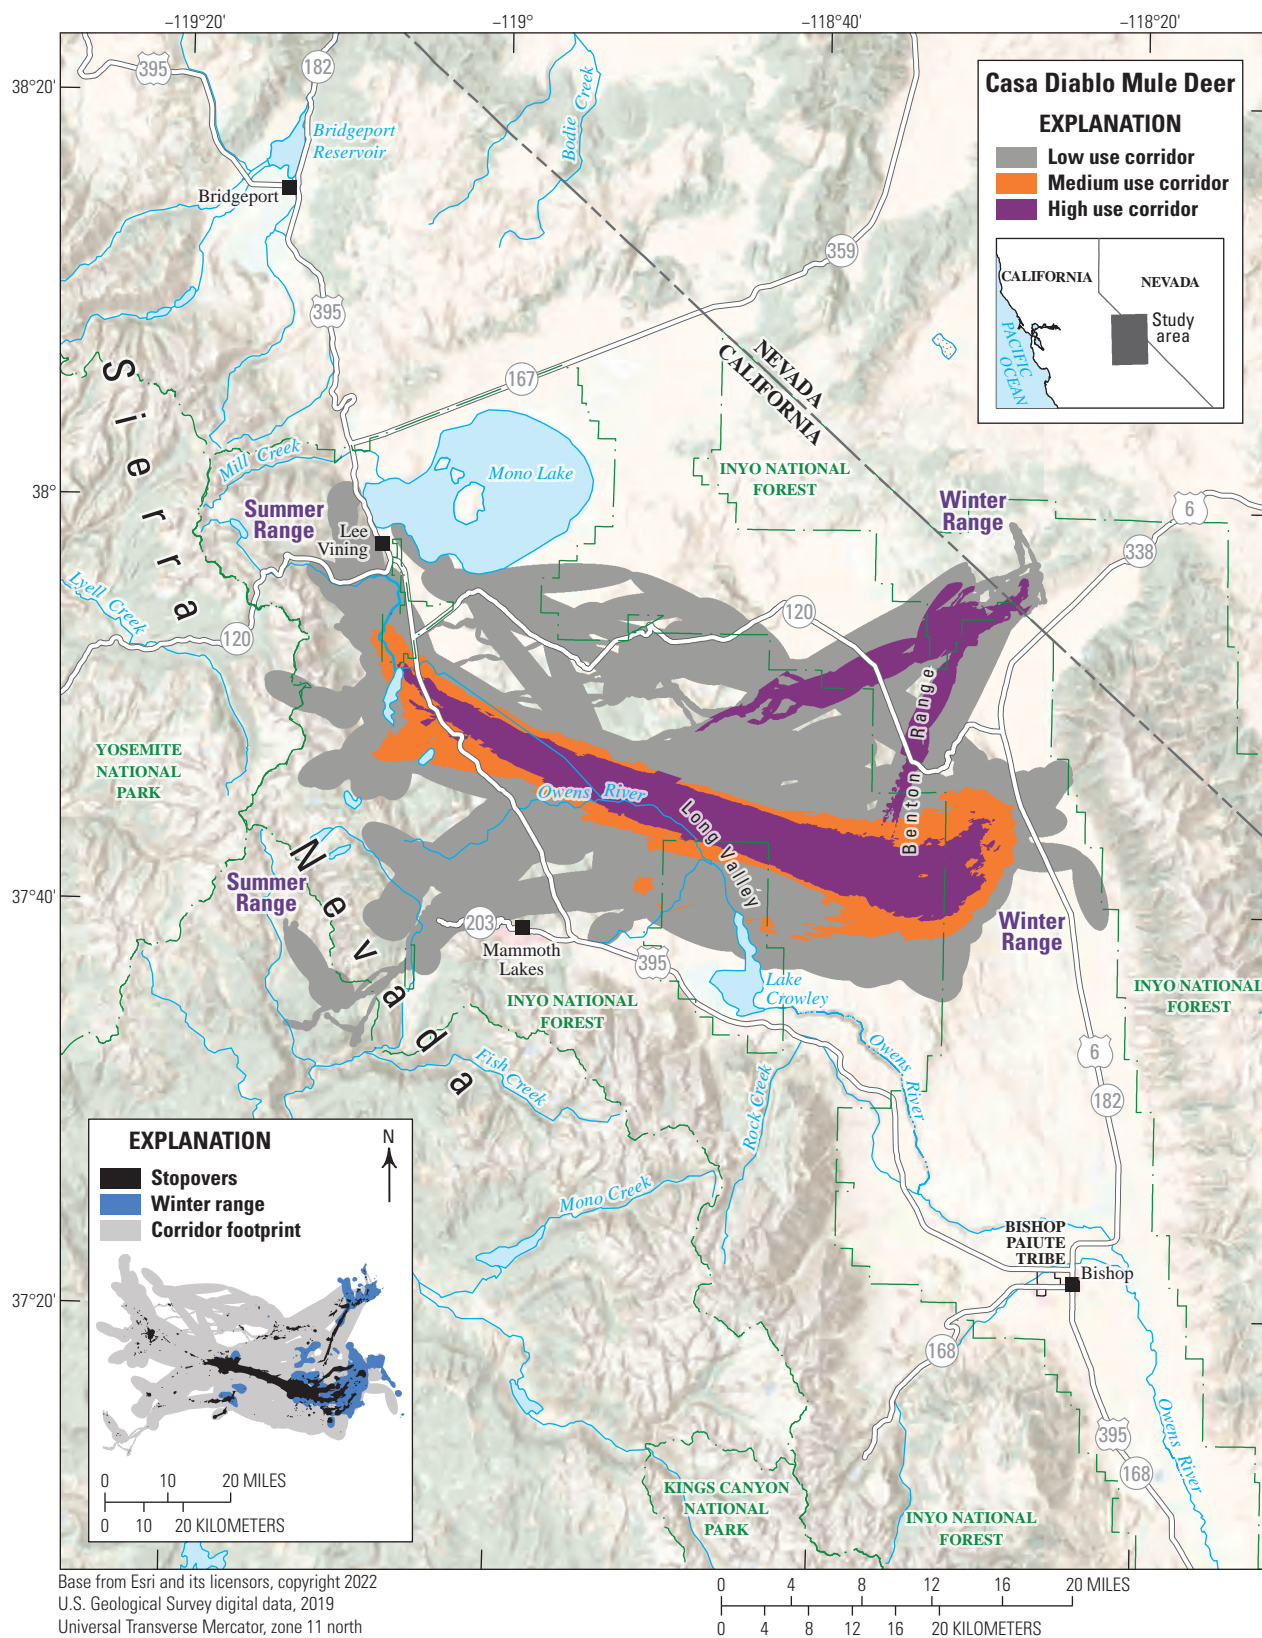 −119°20'
−119°
−118°40'
−118°20'
38°20'
38°
37°40'
37°20'
Casa Diablo Mule Deer
EXPLANATION
Low use corridor
Medium use corridor
High use corridor
CALIFORNIA
NEVADA
Study
area
PACIFIC
OCEAN
395
182
Bridgeport
Reservoir
Bodie Creek
Bridgeport
359
395
NEVADA
CALIFORNIA
167
Sierra
Nevada
Mill Creek
Mono Lake
INYO NATIONAL
FOREST
Winter
Range
6
Summer
Range
Lee
Vining
338
Lyell Creek
120
120
Benton Range
YOSEMITE
NATIONAL
PARK
Owens River
Long Valley
Summer
Range
203
Mammoth
Lakes
395
Winter
Range
Lake
Crowley
INYO NATIONAL
FOREST
INYO NATIONAL
FOREST
Owens River
6
Fish Creek
Rock Creek
182
Mono Creek
BISHOP
PAIUTE
TRIBE
Bishop
168
Owens River
395
168
KINGS CANYON
NATIONAL
PARK
INYO NATIONAL
FOREST
EXPLANATION
N
Stopovers
Winter range
Corridor footprint
0 10 20 MILES
0 10 20 KILOMETERS
Base from Esri and its licensors, copyright 2022
U.S. Geological Survey digital data, 2019
Universal Transverse Mercator, zone 11 north
0 4 8 12 16 20 MILES
0 4 8 12 16 20 KILOMETERS